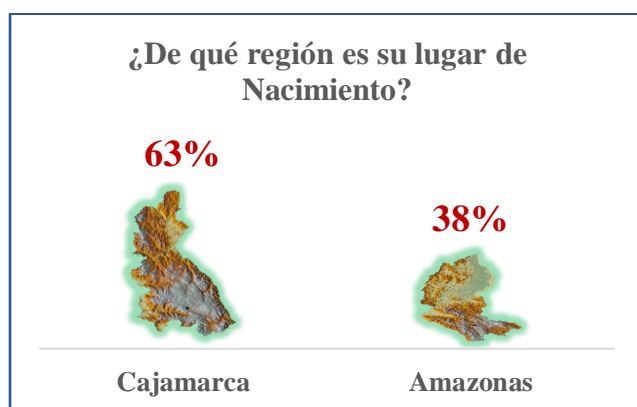 ¿De qué región es su lugar de
Nacimiento?
63%
38%
Cajamarca
Amazonas